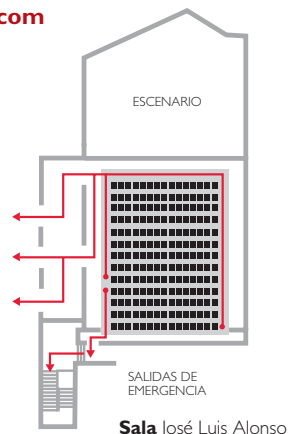 com
ESCENARIO
SALIDAS DE
EMERGENCIA
Sala José Luis Alonso